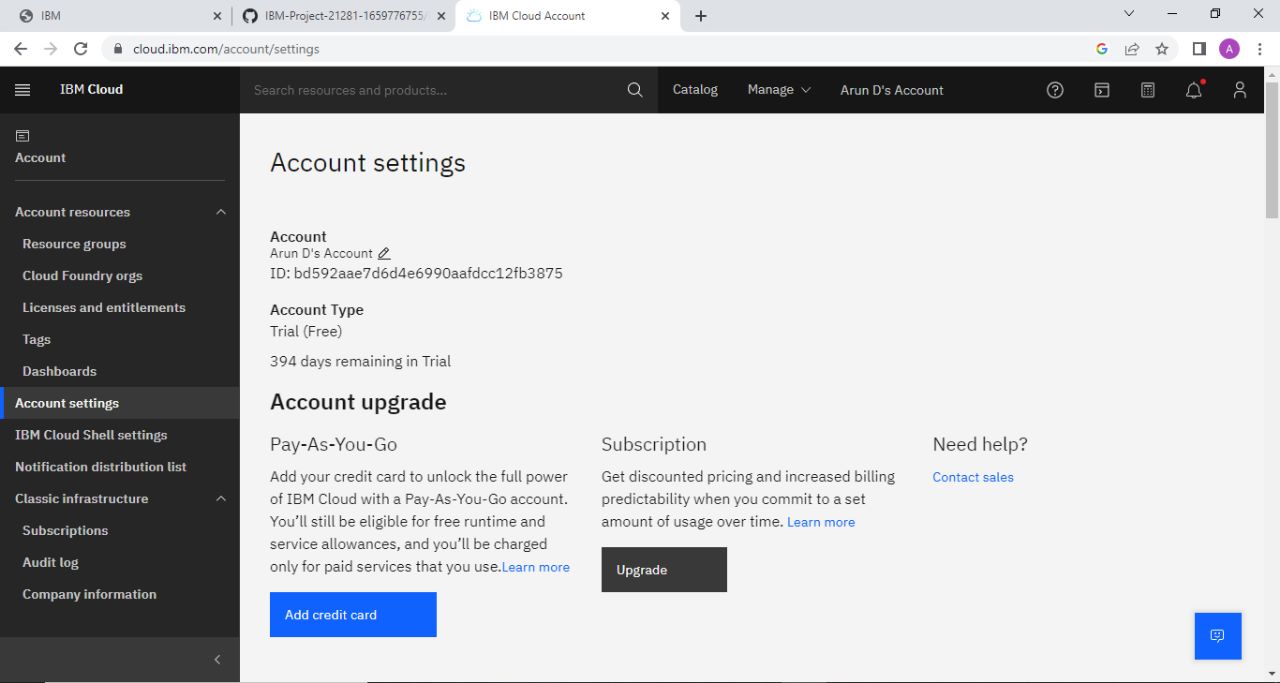 IBM
IBM-Project-21281-1659776755/
IBM Cloud Account
cloud.ibm.com/account/settings
A
IBM Cloud
Search resources and products...
Catalog
Manage
Arun D's Account
Account
Account resources
Resource groups
Cloud Foundry orgs
Licenses and entitlements
Tags
Dashboards
Account settings
IBM Cloud Shell settings
Notification distribution list
Classic infrastructure
Subscriptions
Audit log
Company information
Account settings
Account
Arun D's Account
ID: bd592aae7d6d4e6990aafdcc12fb3875
Account Type
Trial (Free)
394 days remaining in Trial
Account upgrade
Pay-As-You-Go
Add your credit card to unlock the full power
of IBM Cloud with a Pay-As-You-Go account.
You’ll still be eligible for free runtime and
service allowances, and you’ll be charged
only for paid services that you use.Learn more
Add credit card
Subscription
Get discounted pricing and increased billing
predictability when you commit to a set
amount of usage over time. Learn more
Upgrade
Need help?
Contact sales